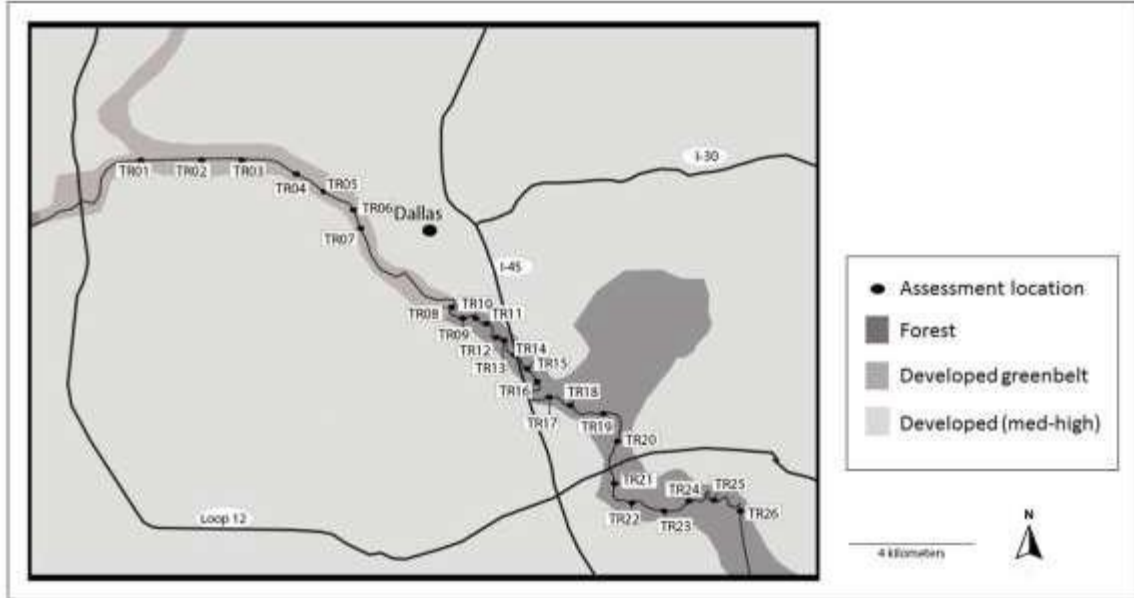 I-30
TR01
TR02
TR03
TR04
TR05
TR06
Dallas
TR07
I-45
TR08
TR10
TR11
TR09
TR12
TR13
TR14
TR15
TR16
TR17
TR18
TR19
TR20
TR21
TR22
TR23
TR24
TR25
TR26
Loop 12
Assessment location
Forest
Developed greenbelt
Developed (med-high)
N
4 kilometers